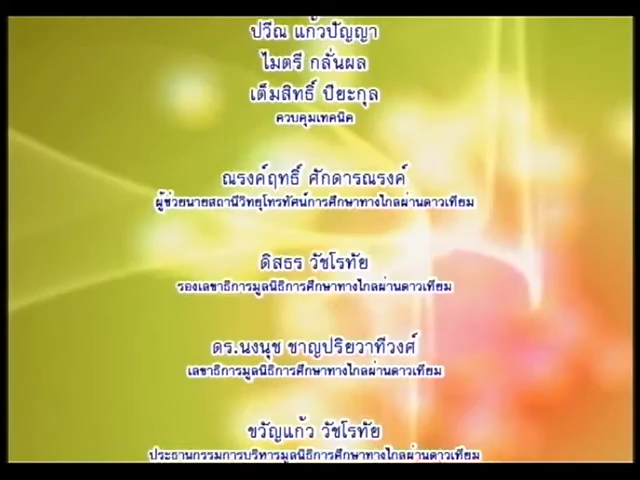 ปวีณ แก้วปัญญา
ไมตรี กลั่นผล
เต็มสิทธิ์ ปิยะกุล
ควบคุมเทคนิค
ณรงค์ฤทธิ์ ศักดารณรงค์
ผู้ช่วยนายสถานีวิทยุโทรทัศน์การศึกษาทางไกลผ่านดาวเทียม
ดิสธร วัชโรทัย
รองเลขาธิการมูลนิธิการศึกษาทางไกลผ่านดาวเทียม
ดร.นงนุช ชาญปริยวาทีวงศ์
เลขาธิการมูลนิธิการศึกษาทางไกลผ่านดาวเทียม
ขวัญแก้ว วัชโรทัย
ประธานกรรมการบริหารมูลนิธิการศึกษาทางไกลผ่านดาวเทียม